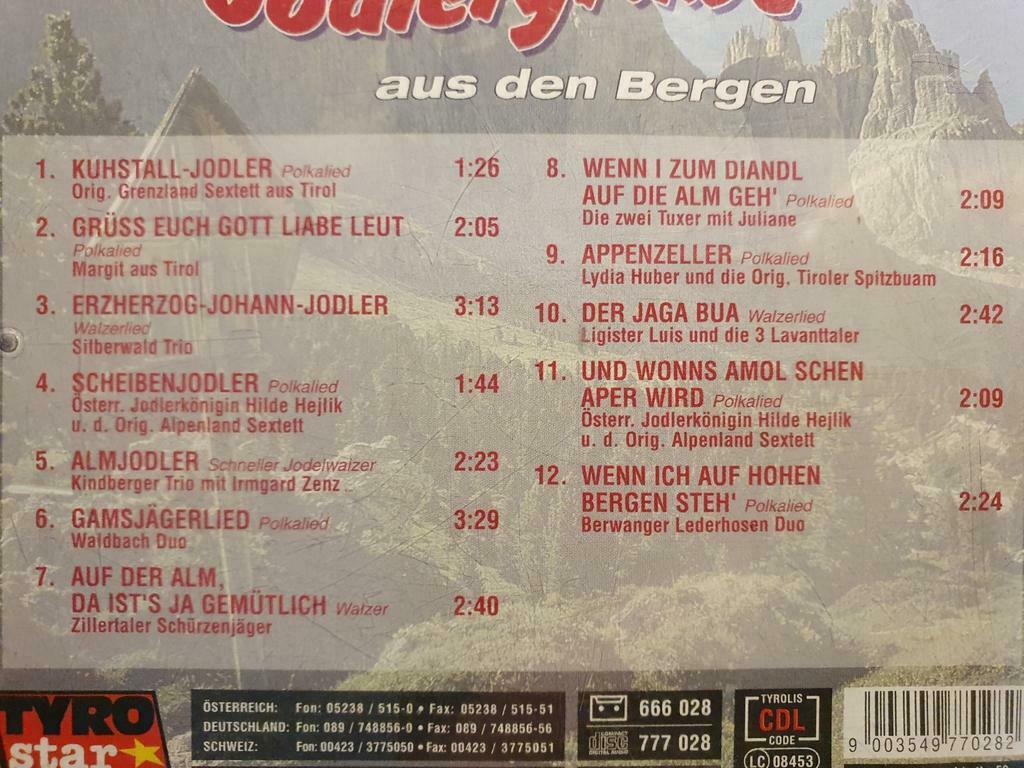 aus den Bergen
1. KUHSTALL-JODLER Polkalied 1:26
Orig. Grenzland Sextett aus Tirol
2. GRÜSS EUCH GOTT LIABE LEUT 2:05
Polkalied
Margit aus Tirol
3. ERZHERZOG-JOHANN-JODLER 3:13
Walzerlied
Silberwald Trio
4. SCHEIBENJODLER Polkalied 1:44
Österr. Jodlerkönigin Hilde Hejlik
u. d. Orig. Alpenland Sextett
5. ALMJODLER Schneller Jodelwalzer 2:23
Kindberger Trio mit Irmgard Zenz
6. GAMSJÄGERLIED Polkalied 3:29
Waldbach Duo
7. AUF DER ALM,
DA IST'S JA GEMÜTLICH Walzer 2:40
Zillertaler Schürzenjäger
8. WENN I ZUM DIANDL
AUF DIE ALM GEH' Polkalied 2:09
Die zwei Tuxer mit Juliane
9. APPENZELLER Polkalied 2:16
Lydia Huber und die Orig. Tiroler Spitzbuam
10. DER JAGA BUA Walzerlied 2:42
Ligister Luis und die 3 Lavanttaler
11. UND WONNS AMOL SCHEN
APER WIRD Polkalied 2:09
Österr. Jodlerkönigin Hilde Hejlik
u. d. Orig. Alpenland Sextett
12. WENN ICH AUF HOHEN
BERGEN STEH' Polkalied 2:24
Berwanger Lederhosen Duo
TYRO
star
ÖSTERREICH: Fon: 05238 / 515-0 • Fax: 05238 / 515-51
DEUTSCHLAND: Fon: 089 / 748856-0 • Fax: 089 / 748856-56
SCHWEIZ: Fon: 00423 / 3775050 • Fax: 00423 / 3775051
666 028
COMPACT
disc
DIGITAL AUDIO
777 028
TYROLIS
CDL
CODE
LC 08453
9 003549 770282